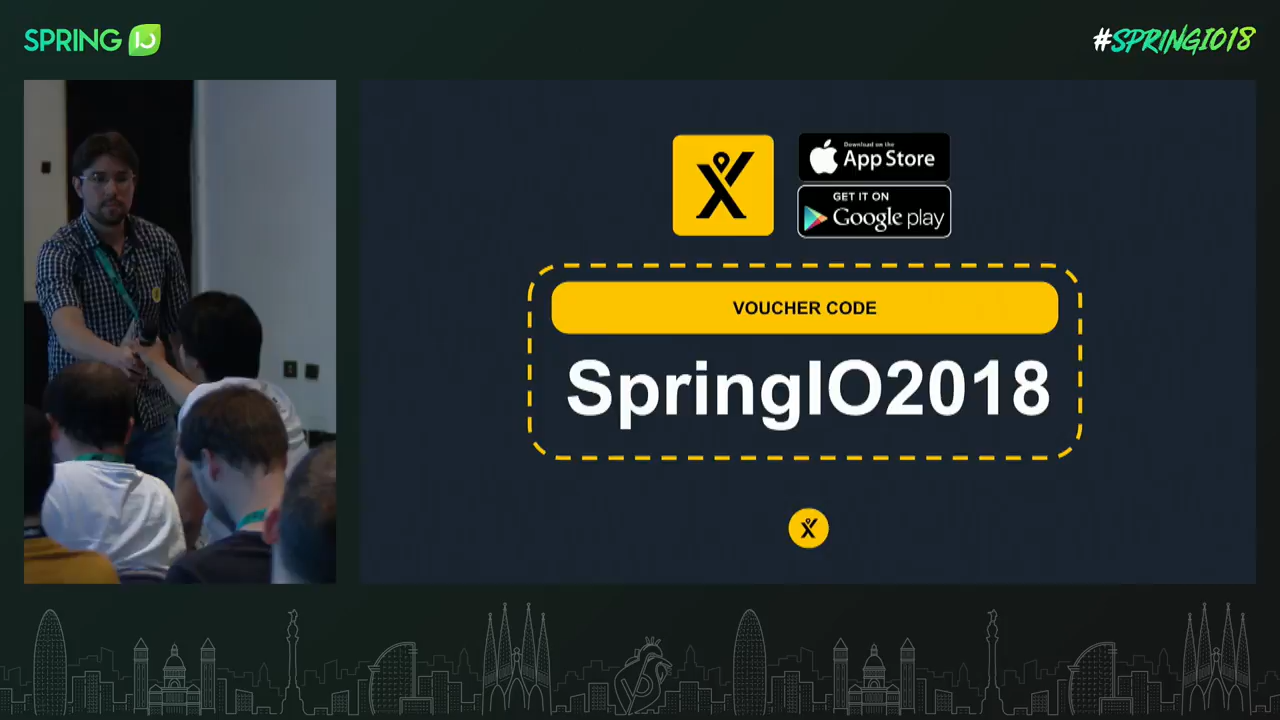 SPRING IO
#SPRINGIO18
Download on the
App Store
GET IT ON
Google play
VOUCHER CODE
SpringIO2018